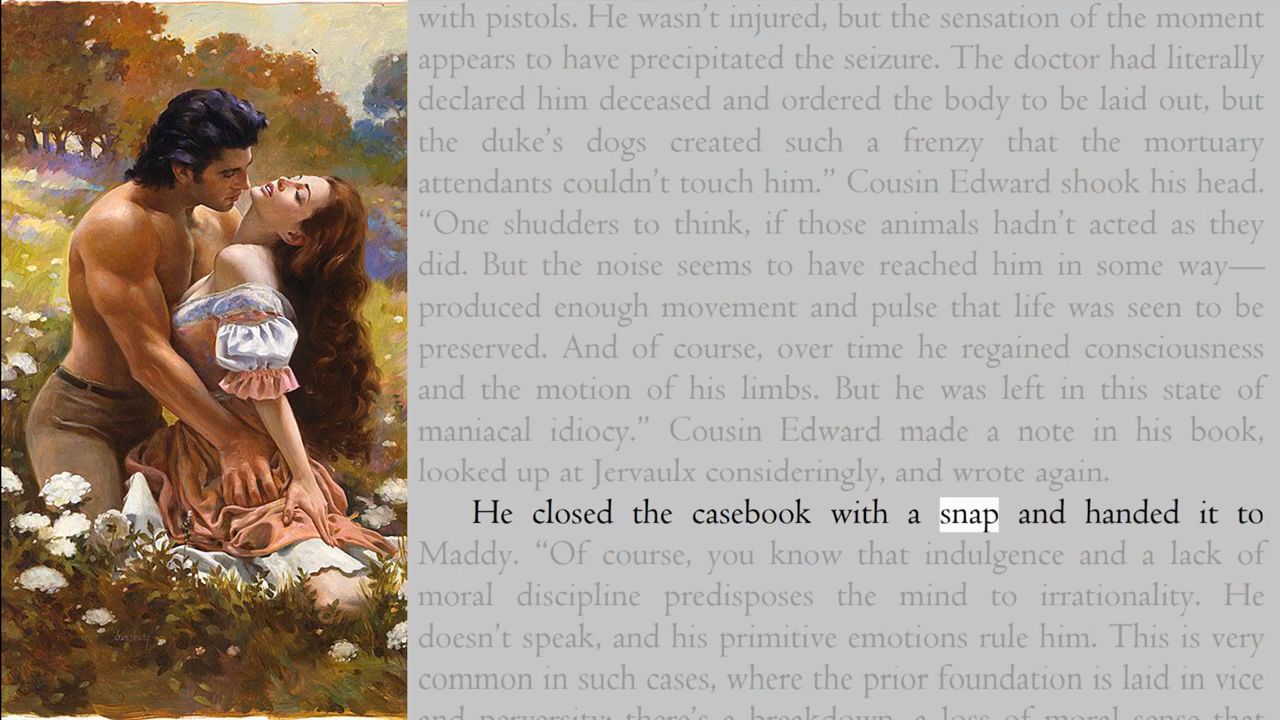 with pistols. He wasn’t injured, but the sensation of the moment
appears to have precipitated the seizure. The doctor had literally
declared him deceased and ordered the body to be laid out, but
the duke’s dogs created such a frenzy that the mortuary
attendants couldn’t touch him.” Cousin Edward shook his head.
“One shudders to think, if those animals hadn’t acted as they
did. But the noise seems to have reached him in some way—
produced enough movement and pulse that life was seen to be
preserved. And of course, over time he regained consciousness
and the motion of his limbs. But he was left in this state of
maniacal idiocy.” Cousin Edward made a note in his book,
looked up at Jervaulx consideringly, and wrote again.
He closed the casebook with a snap and handed it to
Maddy. “Of course, you know that indulgence and a lack of
moral discipline predisposes the mind to irrationality. He
doesn’t speak, and his primitive emotions rule him. This is very
common in such cases, where the prior foundation is laid in vice
and perversity; there’s a breakdown, a loss of moral sense that